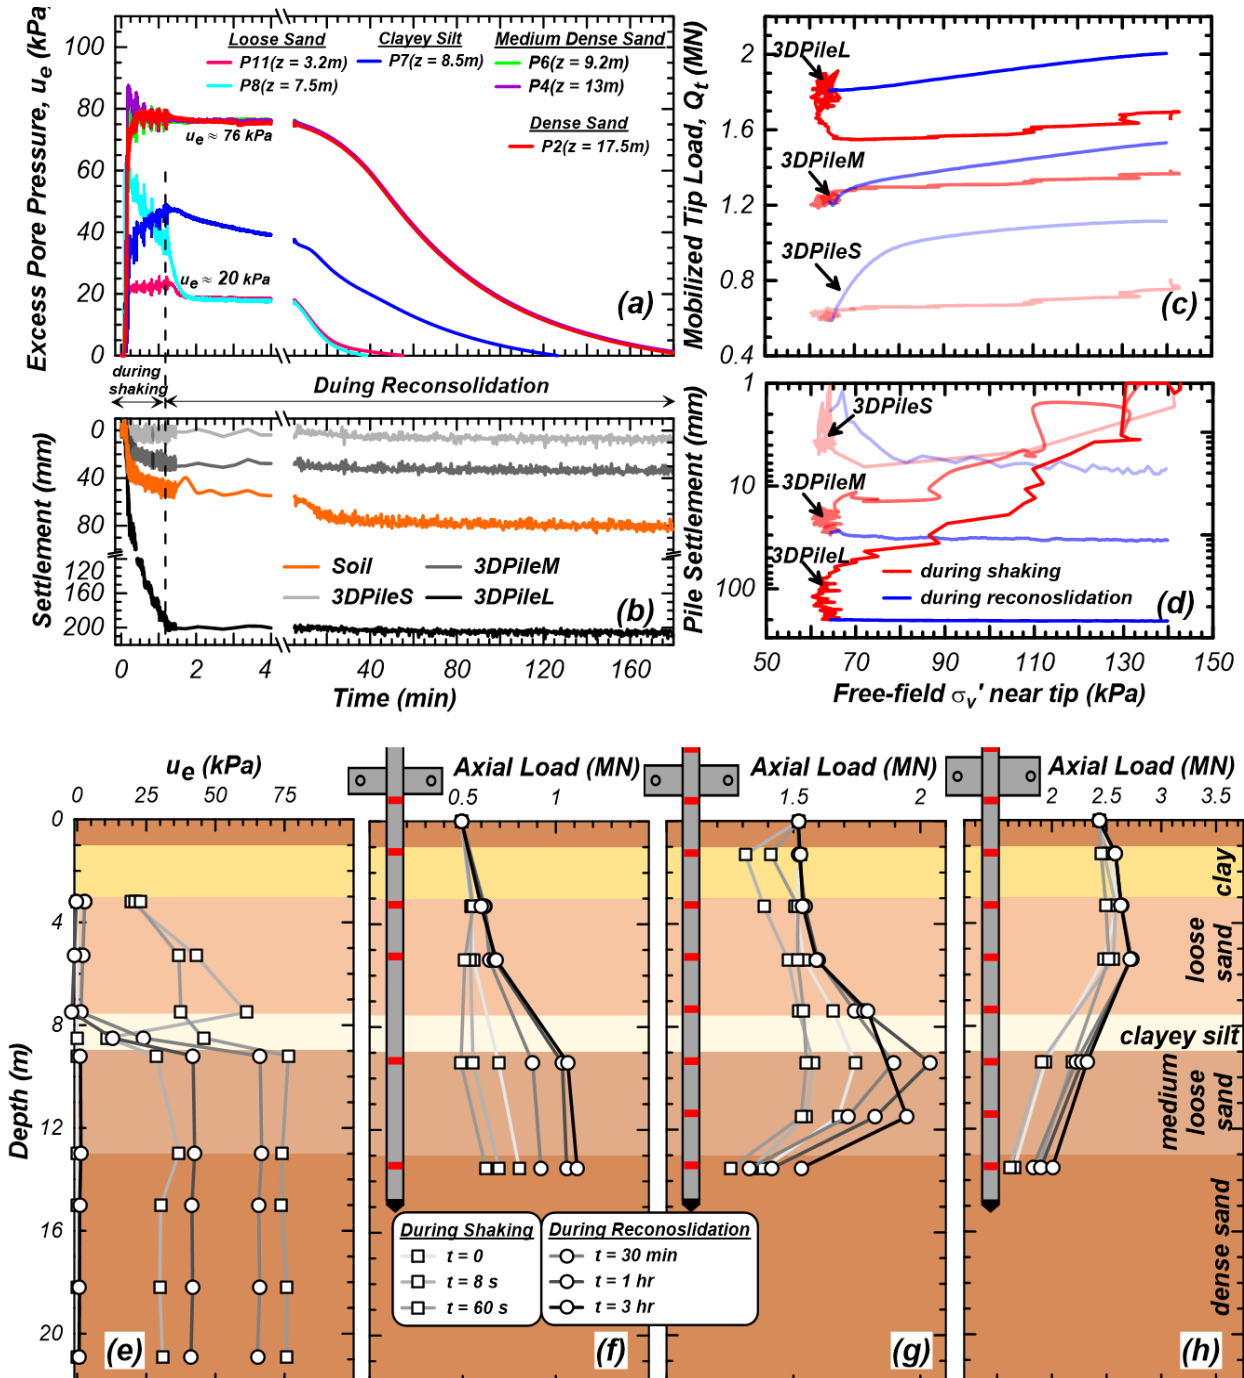 Excess Pore Pressure, u_e (kPa)
100
80
60
40
20
0
Loose Sand
P11(z = 3.2m)
P8(z = 7.5m)
Clayey Silt
P7(z = 8.5m)
Medium Dense Sand
P6(z = 9.2m)
P4(z = 13m)
Dense Sand
P2(z = 17.5m)
u_e ≈ 76 kPa
u_e ≈ 20 kPa
(a)
during
shaking
Duing Reconsolidation
Settlement (mm)
0
40
80
120
160
200
Soil
3DPileS
3DPileM
3DPileL
(b)
0 2 4 40 80 120 160
Time (min)
Mobilized Tip Load, Q_t (MN)
2
1.6
1.2
0.8
0.4
3DPileL
3DPileM
3DPileS
(c)
Pile Settlement (mm)
1
10
100
3DPileS
3DPileM
3DPileL
during shaking
during reconoslidation
(d)
50 70 90 110 130 150
Free-field σ_v' near tip (kPa)
u_e (kPa)
0 25 50 75
Depth (m)
0
4
8
12
16
20
(e)
Axial Load (MN)
0.5 1
During Shaking
t = 0
t = 8 s
t = 60 s
During Reconoslidation
t = 30 min
t = 1 hr
t = 3 hr
(f)
Axial Load (MN)
1.5 2
(g)
Axial Load (MN)
2 2.5 3 3.5
clay
loose
sand
clayey silt
medium
loose
sand
dense sand
(h)